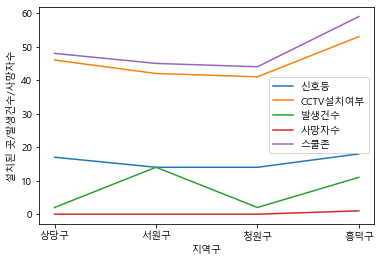 60
50
40
30
20
10
0
설치된 곳/발생건수/사망자수
신호등
CCTV설치여부
발생건수
사망자수
스쿨존
상당구 서원구 청원구 흥덕구
지역구